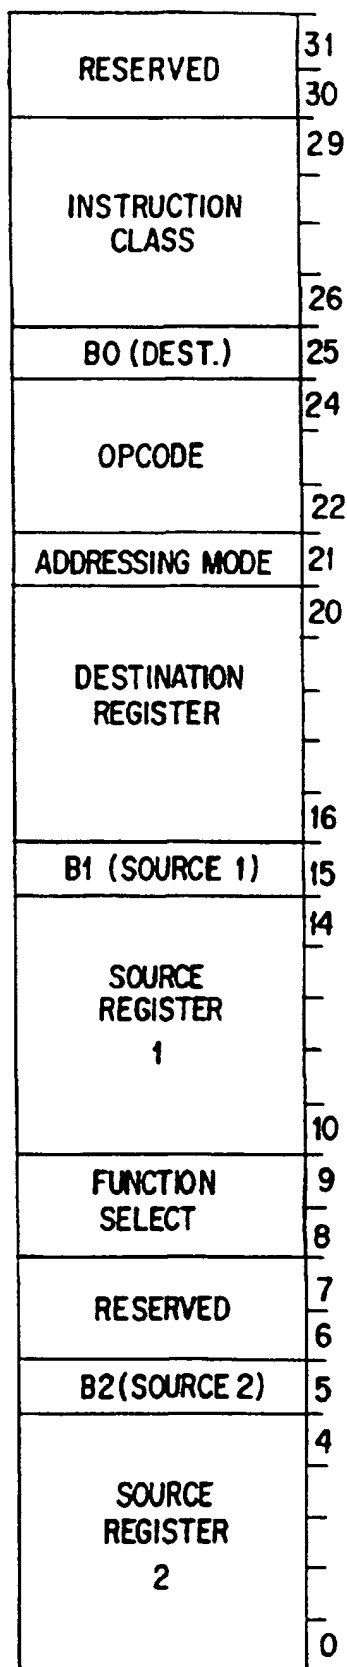 RESERVED
31
30
29
INSTRUCTION
CLASS
26
B0 (DEST.)
25
24
OPCODE
22
ADDRESSING MODE
21
20
DESTINATION
REGISTER
16
B1 (SOURCE 1)
15
14
SOURCE
REGISTER
1
10
FUNCTION
SELECT
9
8
RESERVED
7
6
B2 (SOURCE 2)
5
4
SOURCE
REGISTER
2
0